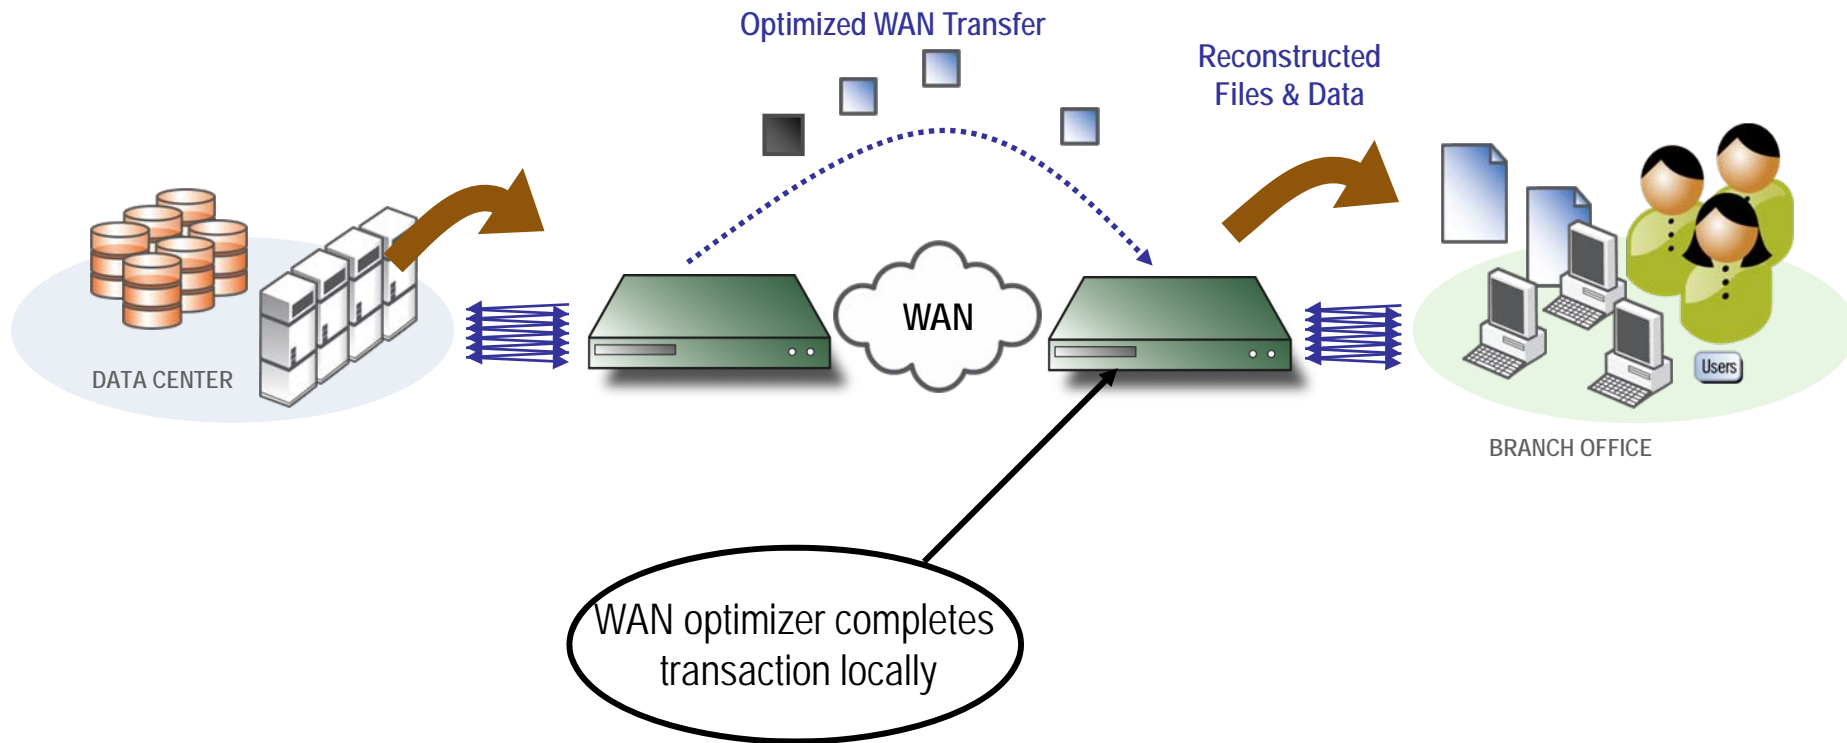 Optimized WAN Transfer
Reconstructed
Files & Data
WAN
DATA CENTER
Users
BRANCH OFFICE
WAN optimizer completes
transaction locally